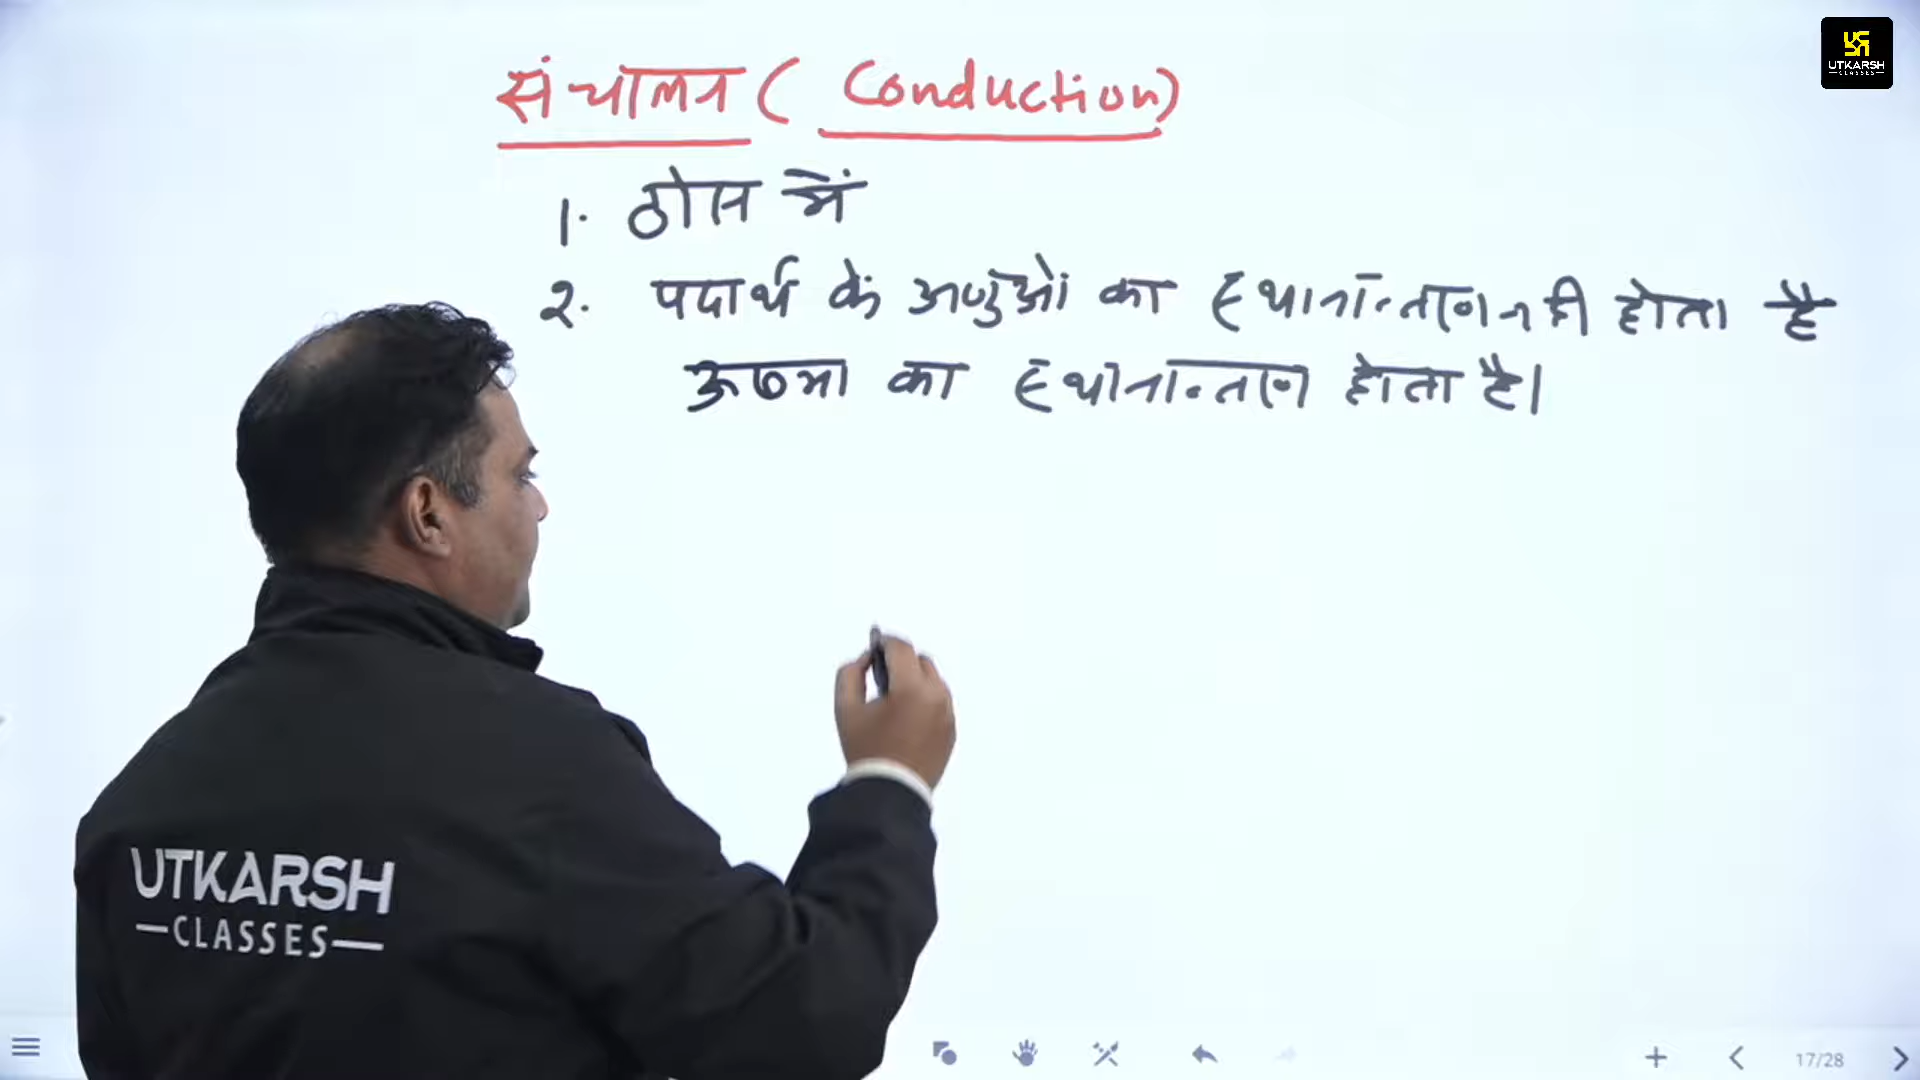 संचालन ( Conduction)
1. ठोस में
2. पदार्थ के अणुओं का स्थानान्तरण नही होता है
ऊष्मा का स्थानान्तरण होता है।
UTKARSH
CLASSES
UTKARSH
CLASSES
17/28